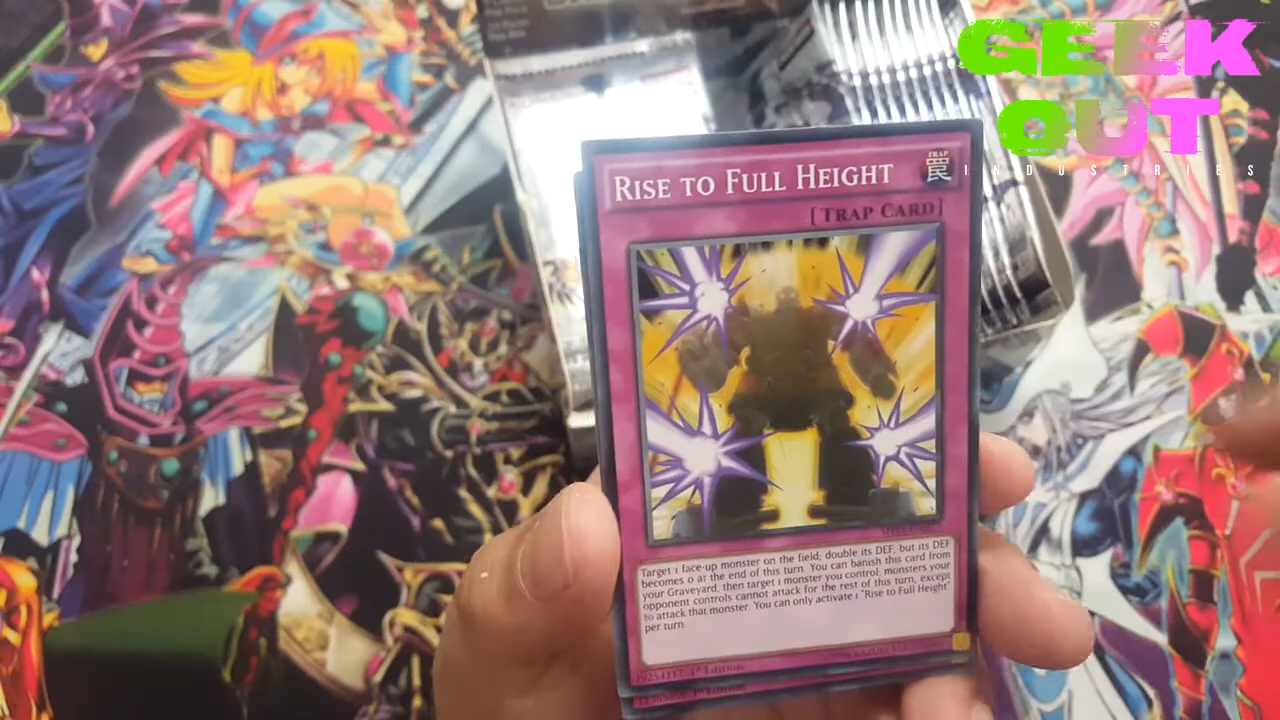 GEEK
OUT
INDUSTRIES
RISE TO FULL HEIGHT
TRAP
罠
[TRAP CARD]
Target 1 face-up monster on the field; double its DEF, but its DEF
becomes 0 at the end of this turn. You can banish this card from
your Graveyard, then target 1 monster you control; monsters your
opponent controls cannot attack for the rest of this turn, except
to attack that monster. You can only activate 1 "Rise to Full Height"
per turn.
1st Edition
1st Edition